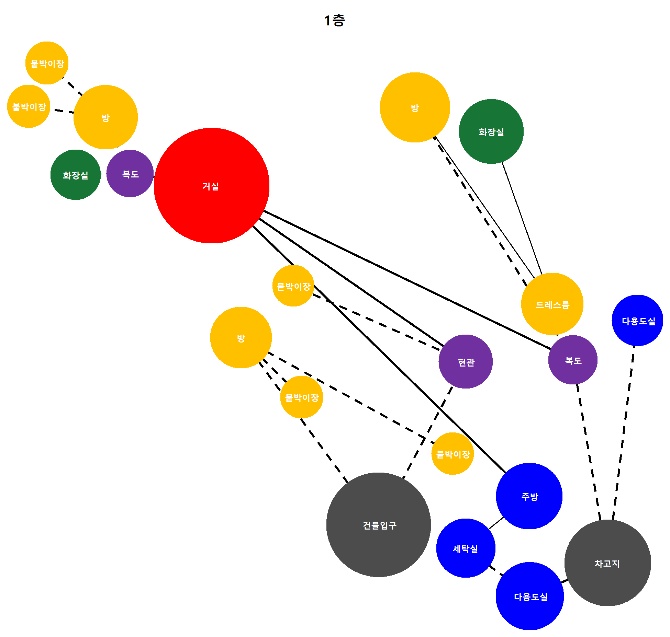 1층
붙박이장
붙박이장
방
방
화장실
화장실
복도
거실
붙박이장
드레스룸
다용도실
방
현관
복도
붙박이장
붙박이장
주방
건물입구
세탁실
차고지
다용도실